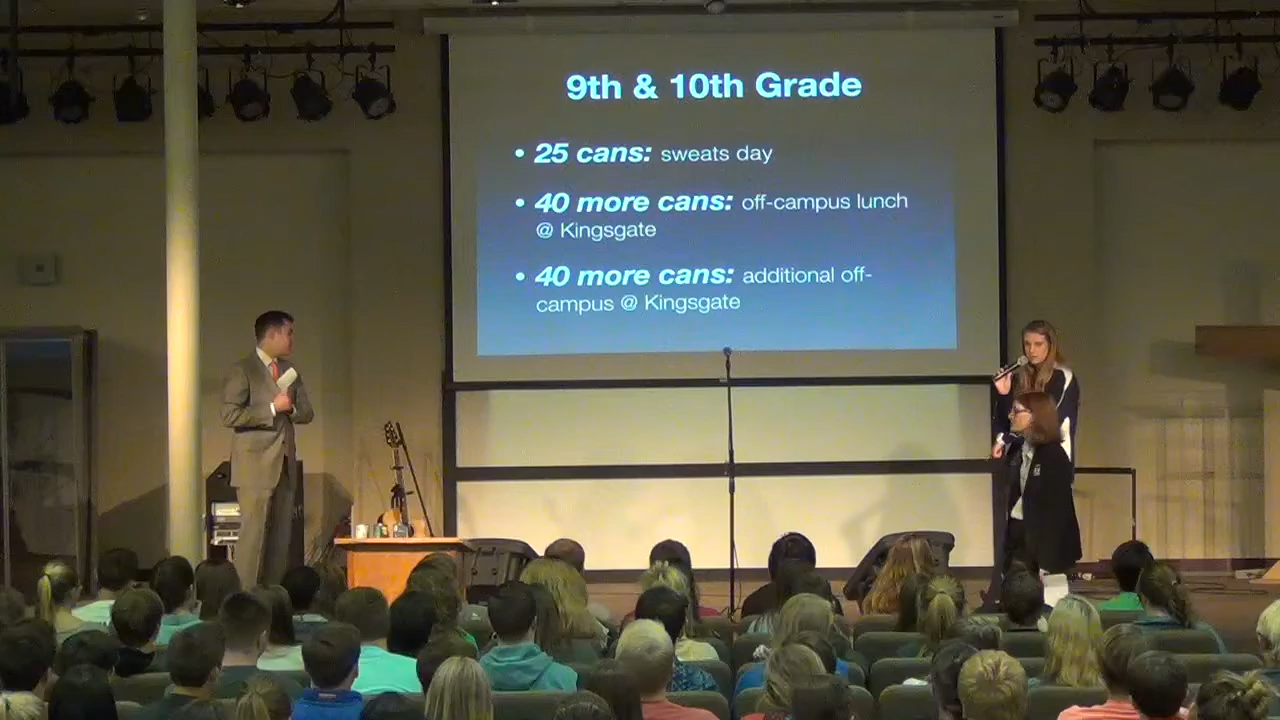 9th & 10th Grade
• 25 cans: sweats day
• 40 more cans: off-campus lunch
@ Kingsgate
• 40 more cans: additional off-
campus @ Kingsgate